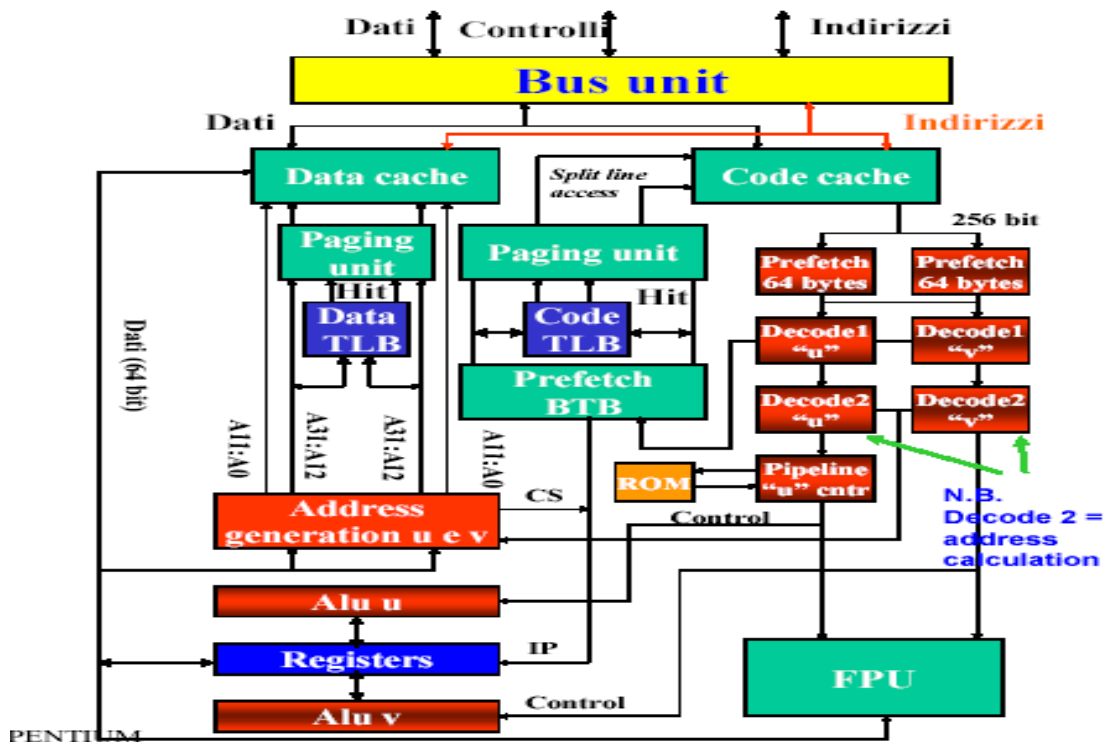 Dati
Controlli
Indirizzi
Bus unit
Dati
Indirizzi
Data cache
Split line
access
Code cache
256 bit
Paging
unit
Paging unit
Prefetch
64 bytes
Prefetch
64 bytes
Hit
Hit
Data
TLB
Code
TLB
Decode1
“u”
Decode1
“v”
Dati (64 bit)
Prefetch
BTB
Decode2
“u”
Decode2
“v”
A11:A0
A31:A12
A31:A12
A11:A0
ROM
Pipeline
“u” cntr
N.B.
Decode 2 =
address
calculation
Address
generation u e v
CS
Control
Alu u
Registers
IP
FPU
Alu v
Control
PENTIUM